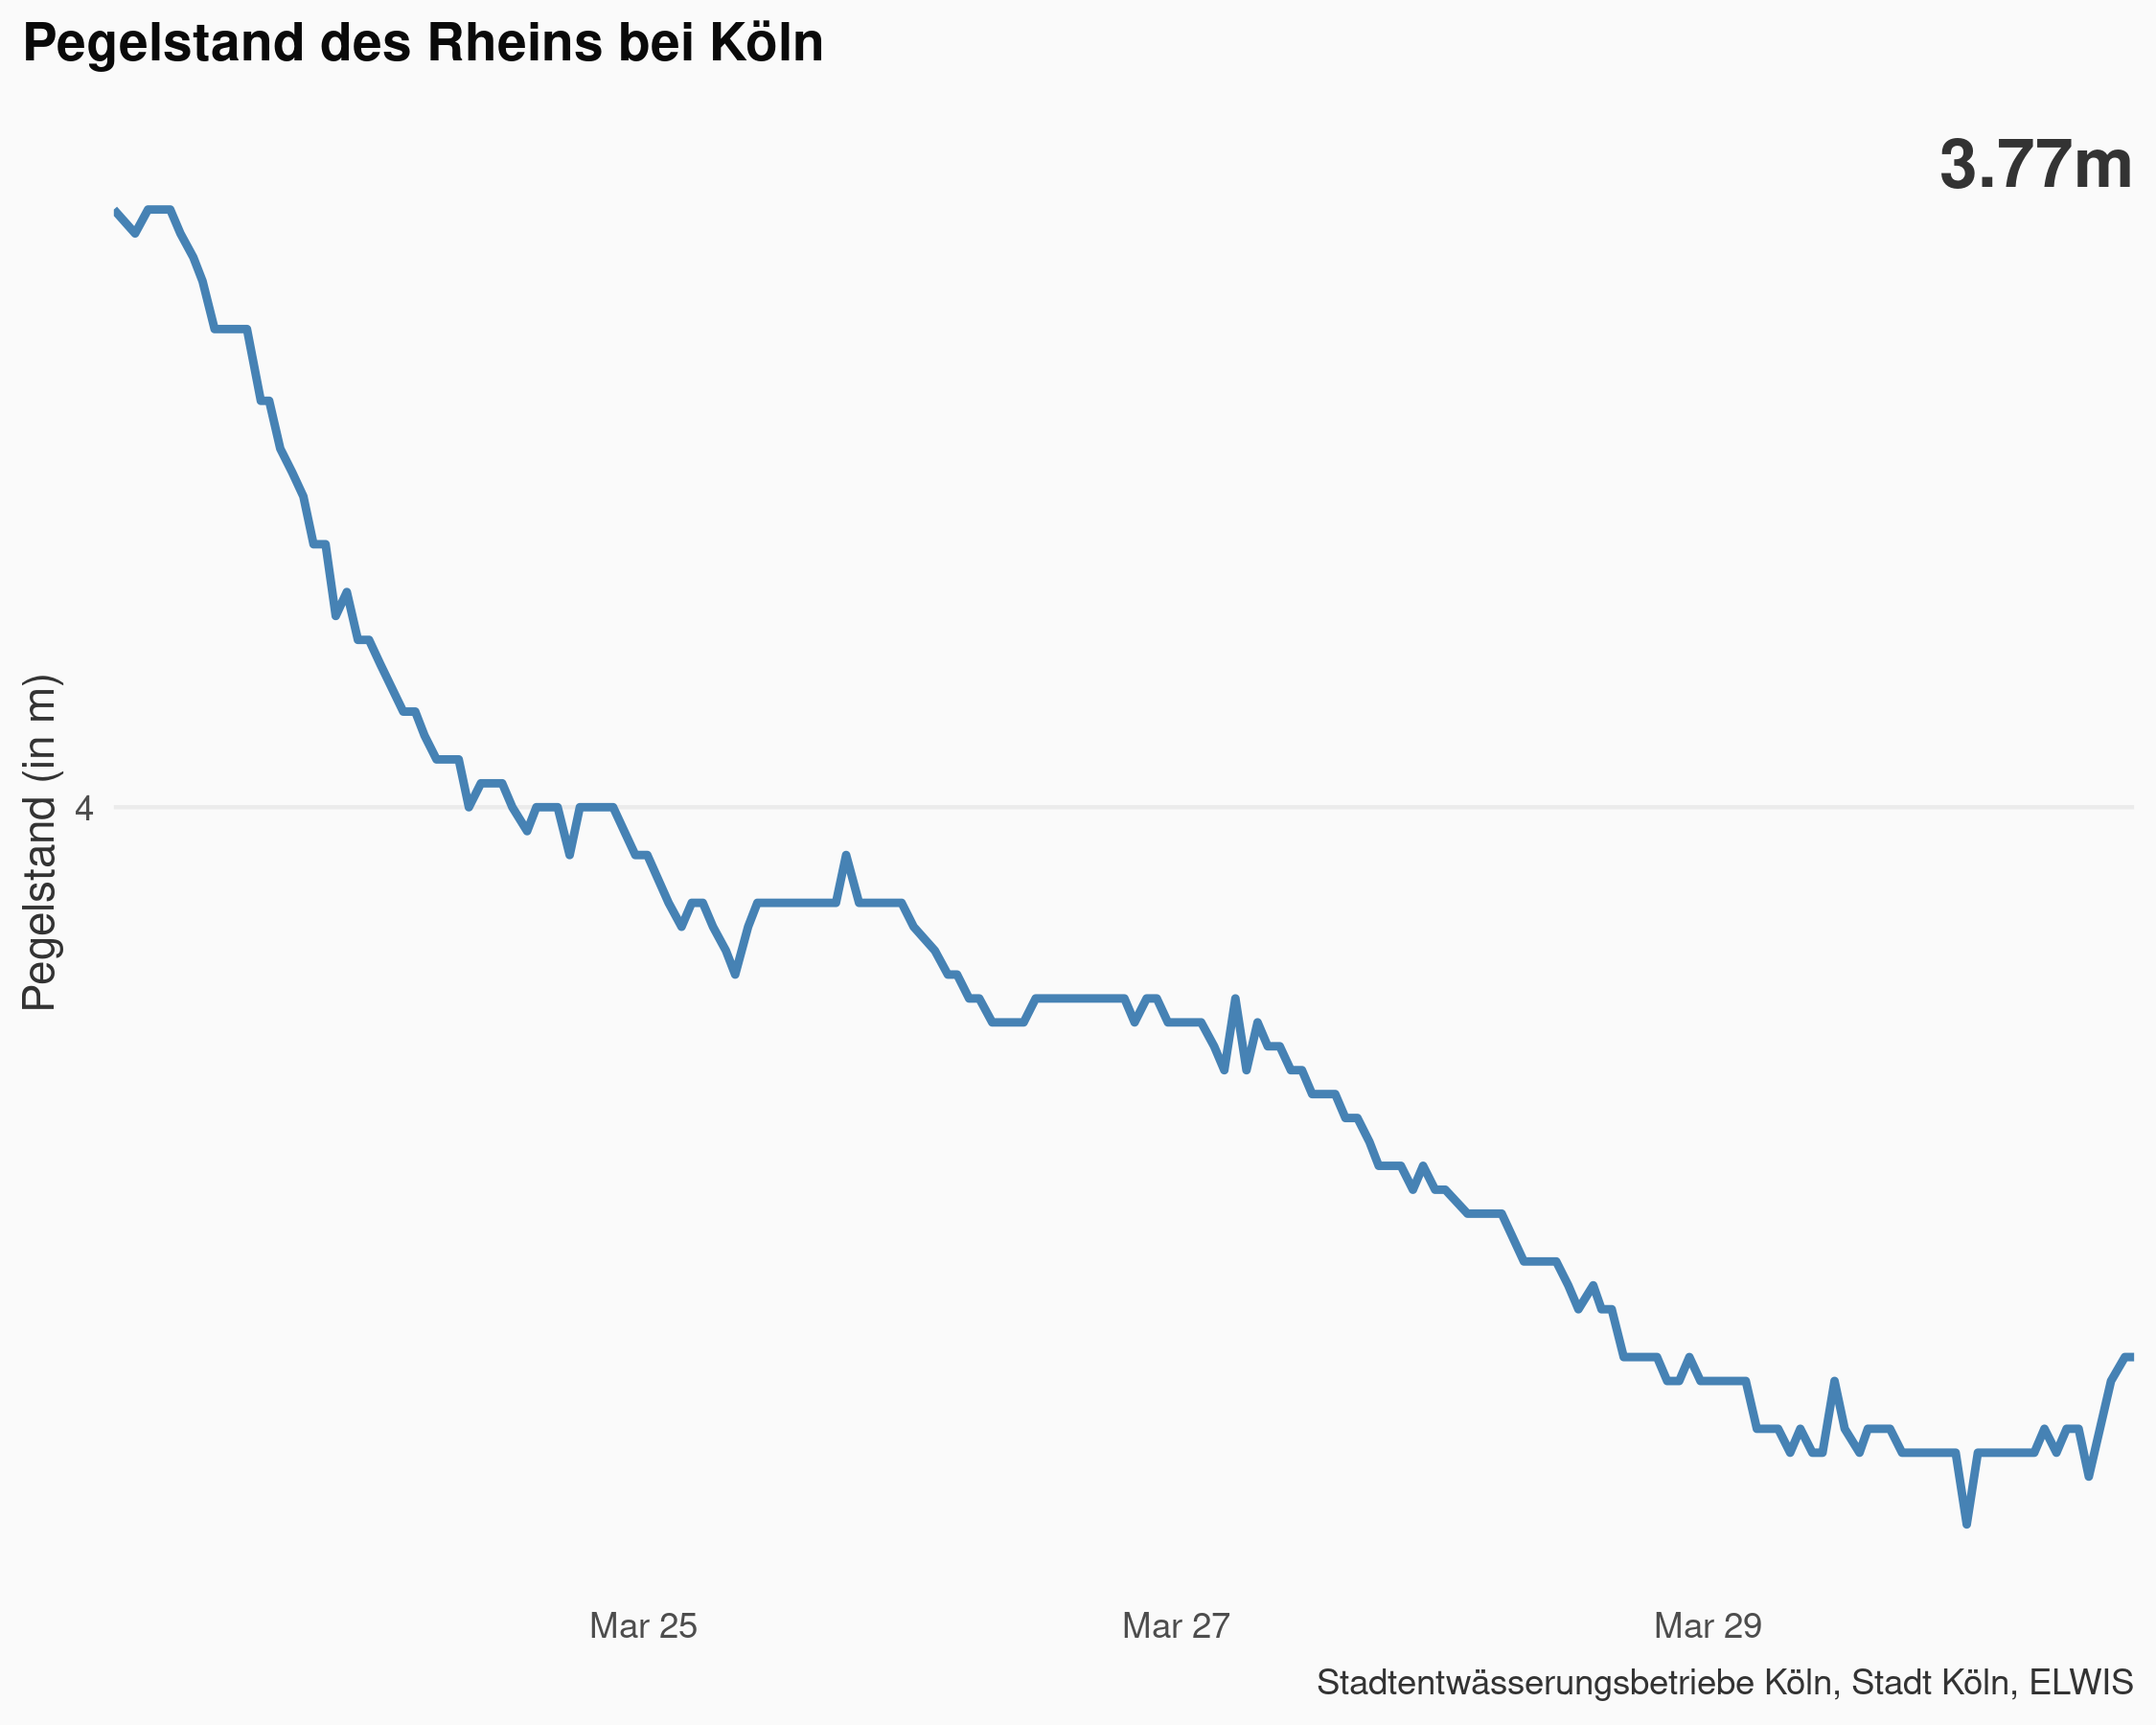 Pegelstand des Rheins bei Köln
3.77m
Pegelstand (in m)
4
Mar 25
Mar 27
Mar 29
Stadtentwässerungsbetriebe Köln, Stadt Köln, ELWIS